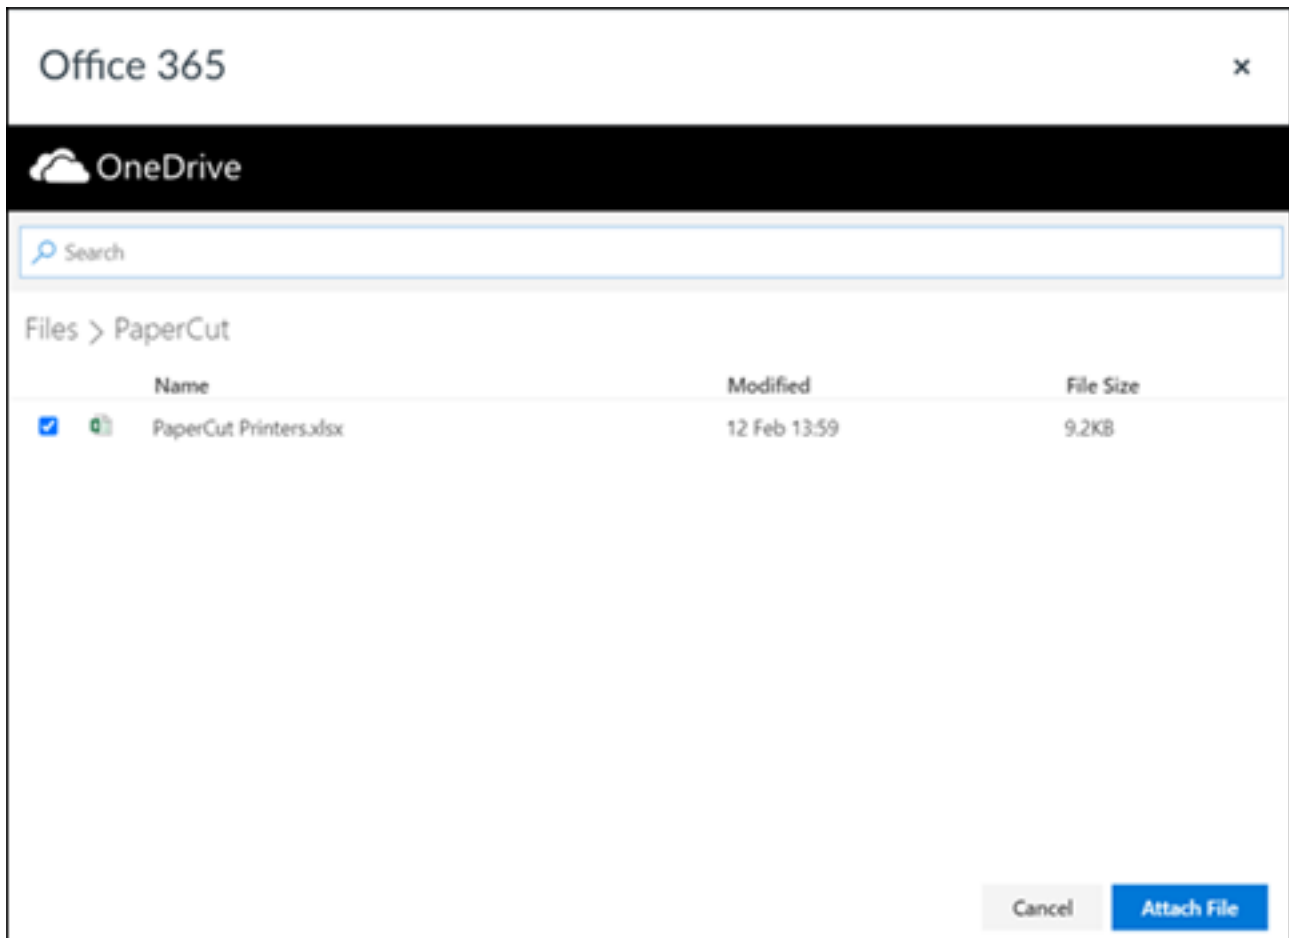 Office 365
×
OneDrive
Search
Files > PaperCut
Name Modified File Size
PaperCut Printers.xlsx 12 Feb 13:59 9.2KB
Cancel Attach File